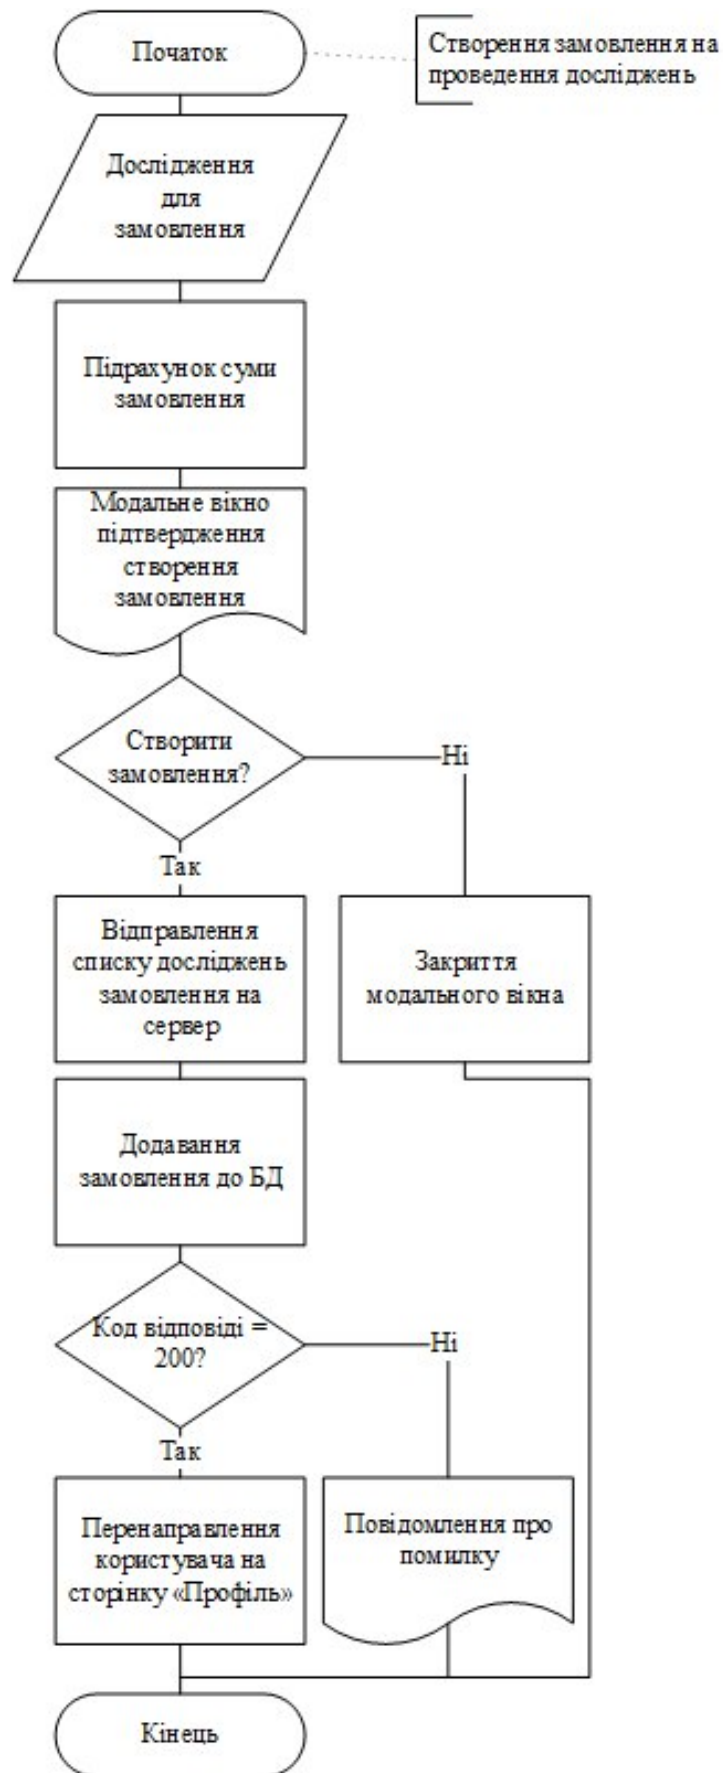 Початок
Створення замовлення на
проведення досліджень
Дослідження
для
замовлення
Підрахунок суми
замовлення
Модальне вікно
підтвердження
створення
замовлення
Створити
замовлення?
Ні
Так
Відправлення
списку досліджень
замовлення на
сервер
Закриття
модального вікна
Додавання
замовлення до БД
Код відповіді =
200?
Ні
Так
Перенаправлення
користувача на
сторінку «Профіль»
Повідомлення про
помилку
Кінець